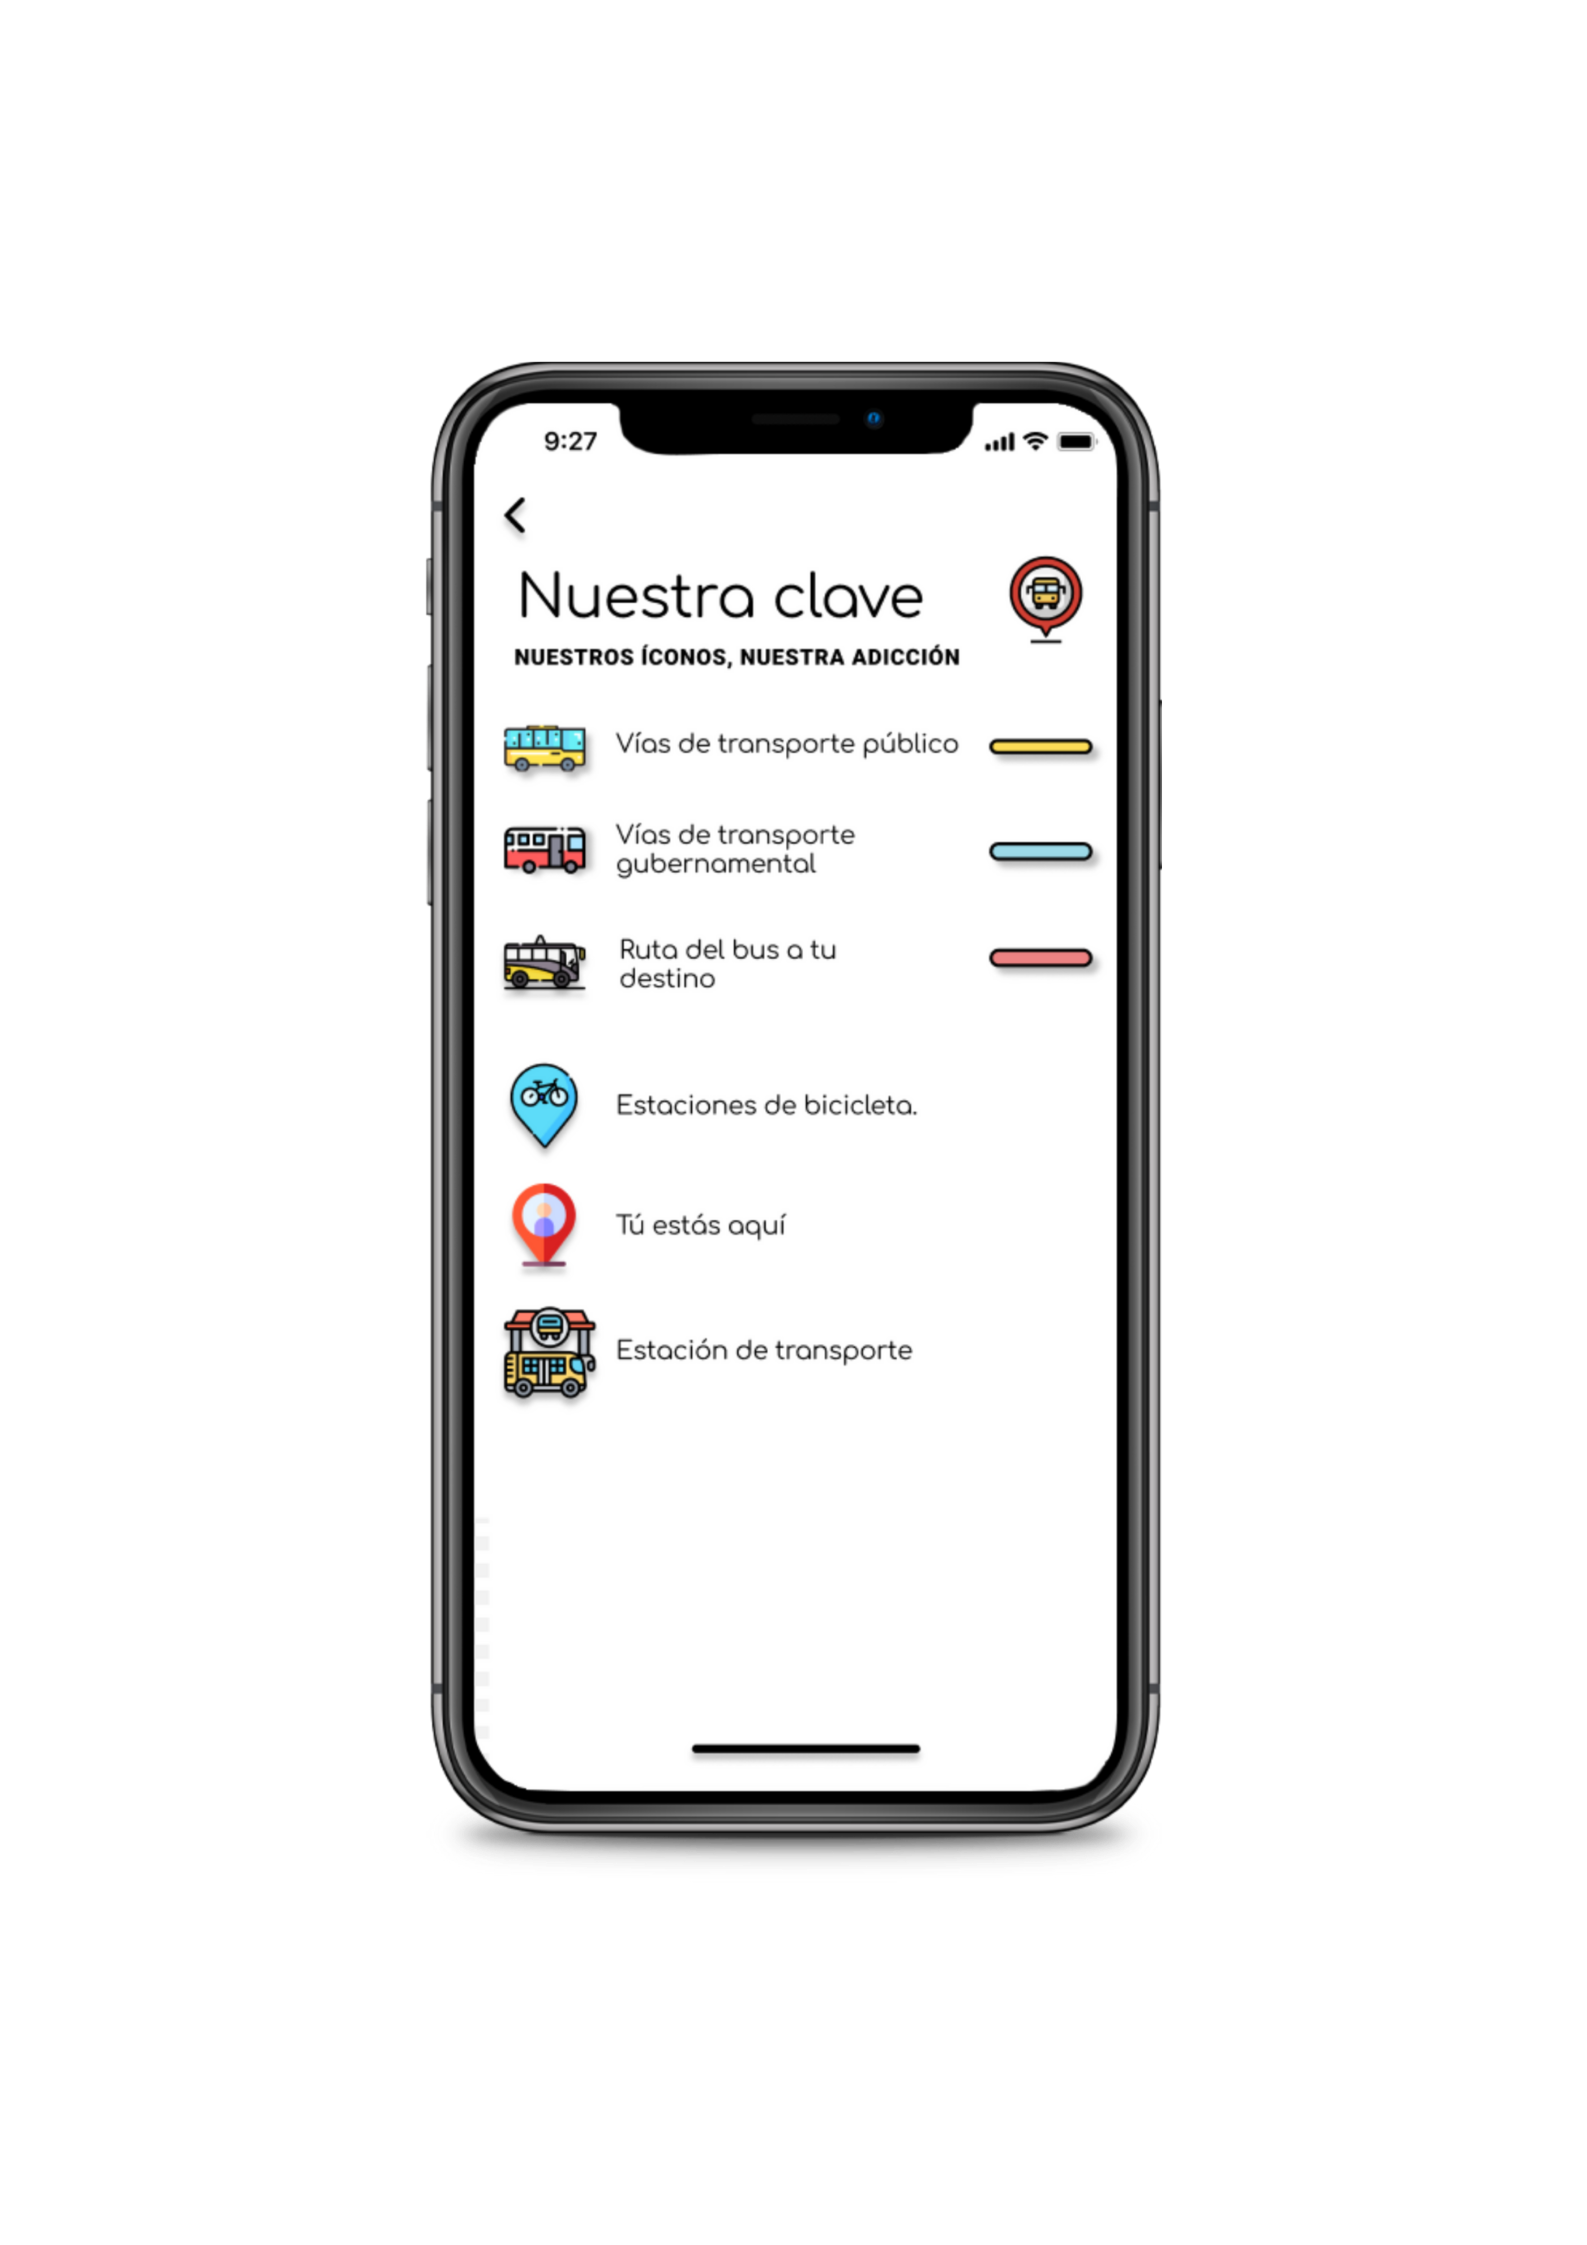 9:27
Nuestra clave
NUESTROS ÍCONOS, NUESTRA ADICCIÓN
Vías de transporte público
Vías de transporte
gubernamental
Ruta del bus a tu
destino
Estaciones de bicicleta.
Tú estás aquí
Estación de transporte